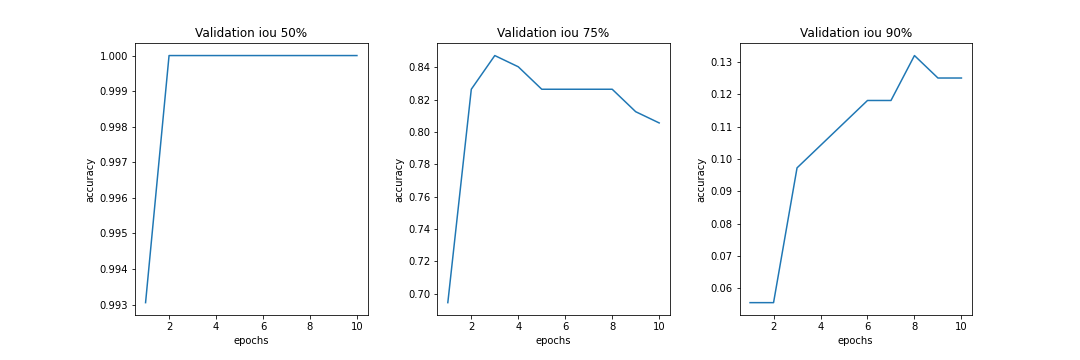 Validation iou 50%
accuracy
1.000
0.999
0.998
0.997
0.996
0.995
0.994
0.993
2 4 6 8 10
epochs
Validation iou 75%
accuracy
0.84
0.82
0.80
0.78
0.76
0.74
0.72
0.70
2 4 6 8 10
epochs
Validation iou 90%
accuracy
0.13
0.12
0.11
0.10
0.09
0.08
0.07
0.06
2 4 6 8 10
epochs